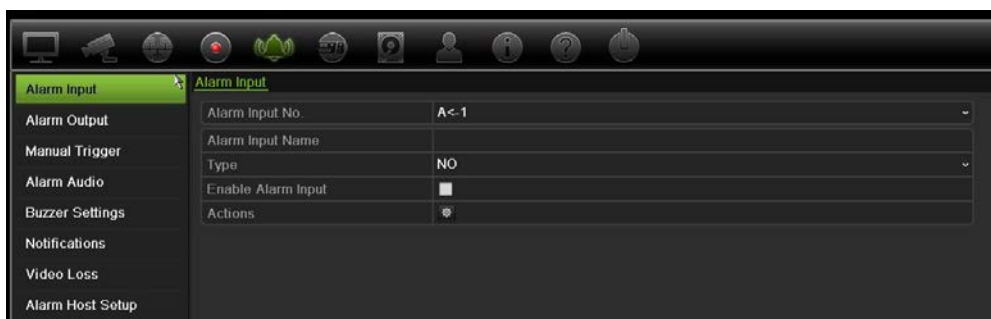 Alarm Input
Alarm Output
Manual Trigger
Alarm Audio
Buzzer Settings
Notifications
Video Loss
Alarm Host Setup
Alarm Input
Alarm Input No. A<-1
Alarm Input Name
Type NO
Enable Alarm Input
Actions